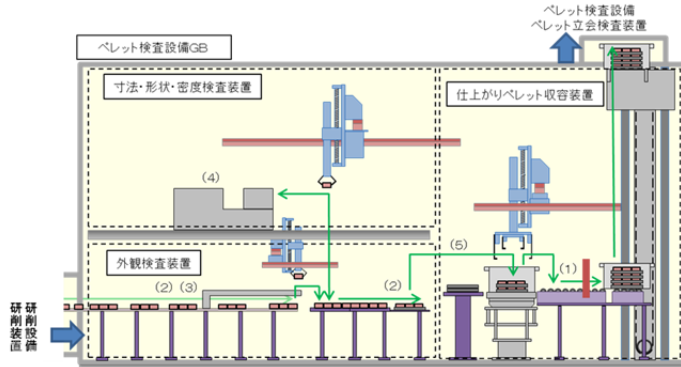 ペレット検査設備
ペレット立会検査装置
ペレット検査設備GB
寸法・形状・密度検査装置
仕上がりペレット収容装置
(4)
外観検査装置
(5)
(1)
(2) (3)
(2)
研削設備
研削装置